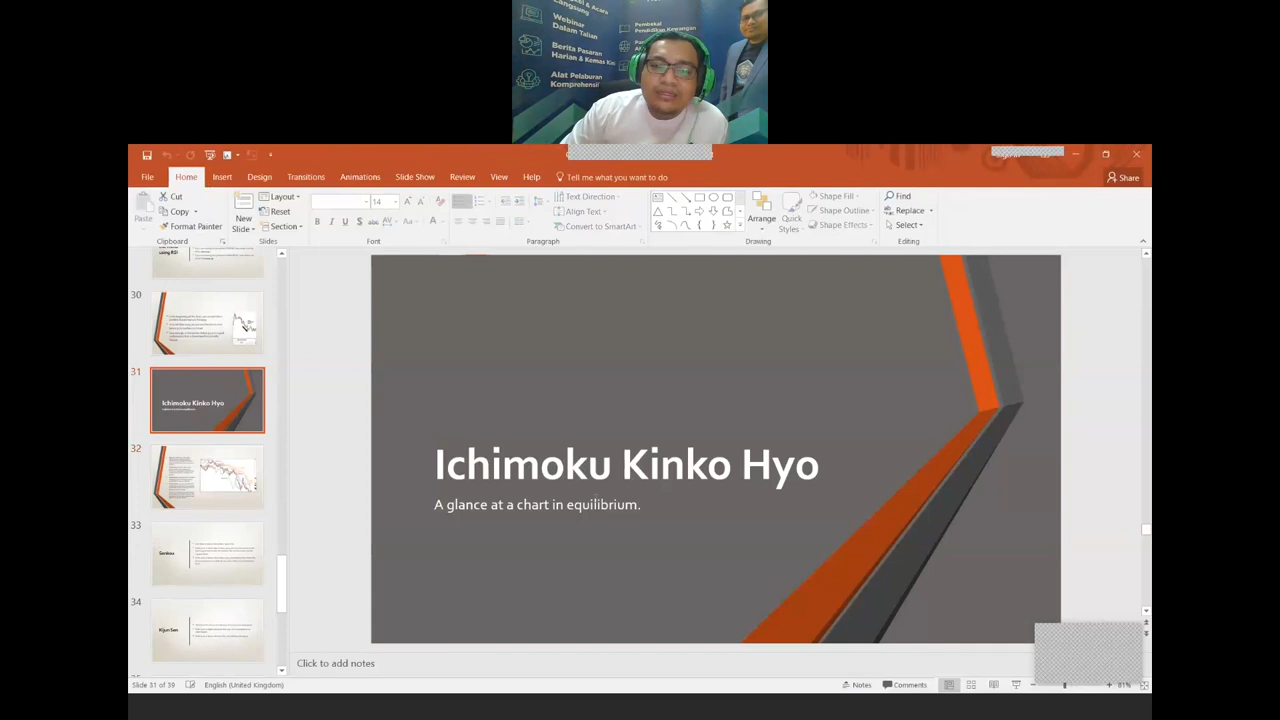 Langsung
Webinar
Dalam Talian
Berita Pasaran
Harian & Kemas Kini
Alat Pelaburan
Komprehensif
Pembekal
Pendidikan Kewangan
File
Home
Insert
Design
Transitions
Animations
Slide Show
Review
View
Help
Tell me what you want to do
Share
Paste
Cut
Copy
Format Painter
Clipboard
New
Slide
Layout
Reset
Section
Slides
14
Font
Text Direction
Align Text
Convert to SmartArt
Paragraph
Arrange
Quick
Styles
Shape Fill
Shape Outline
Shape Effects
Drawing
Find
Replace
Select
Editing
using RSI
30
31
Ichimoku Kinko Hyo
32
33
Senkou
34
Kijun Sen
Ichimoku Kinko Hyo
A glance at a chart in equilibrium.
Click to add notes
Slide 31 of 39
English (United Kingdom)
Notes
Comments
81%